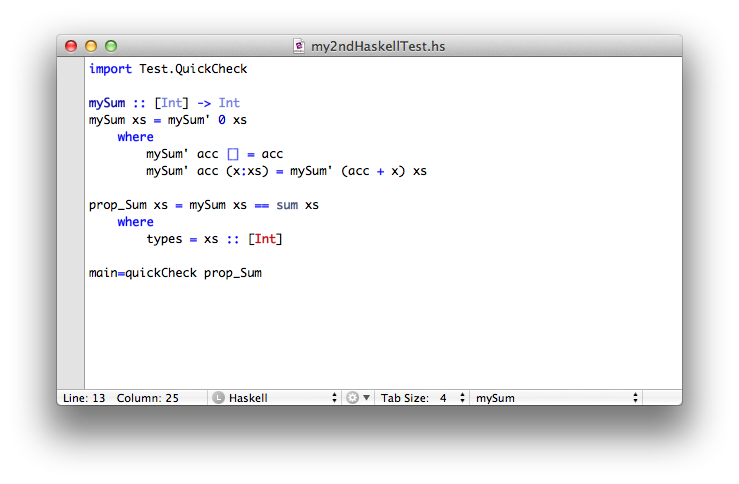 my2ndHaskellTest.hs
import Test.QuickCheck
mySum :: [Int] -> Int
mySum xs = mySum' 0 xs
    where
        mySum' acc [] = acc
        mySum' acc (x:xs) = mySum' (acc + x) xs
prop_Sum xs = mySum xs == sum xs
    where
        types = xs :: [Int]
main=quickCheck prop_Sum
Line: 13 Column: 25 L Haskell Tab Size: 4 mySum